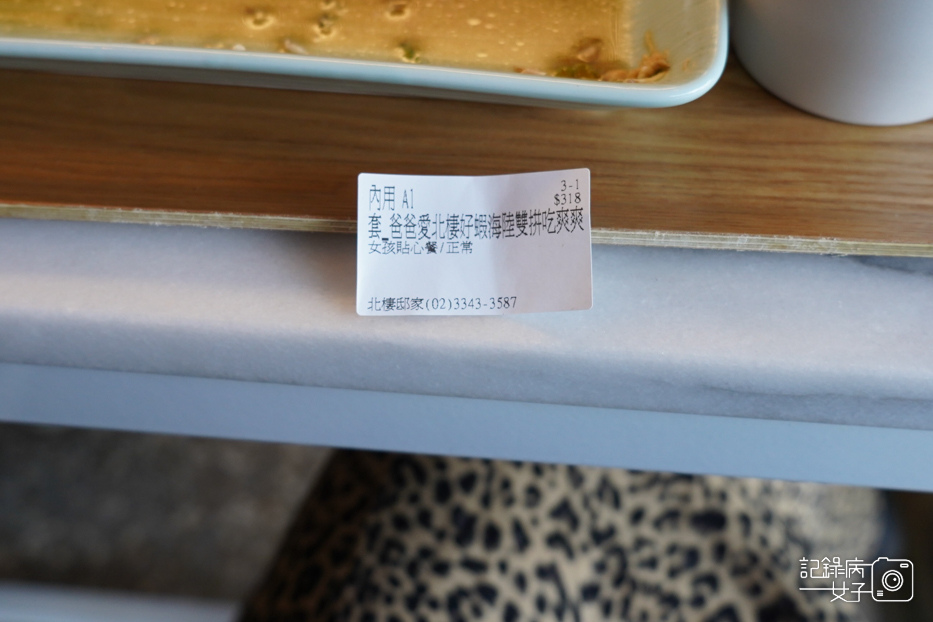 內用 A1
3-1
$318
套_爸爸愛北棲好蝦海陸雙拼吃爽爽
女孩貼心餐/正常
北棲邸家(02)3343-3587
記錄病
女子